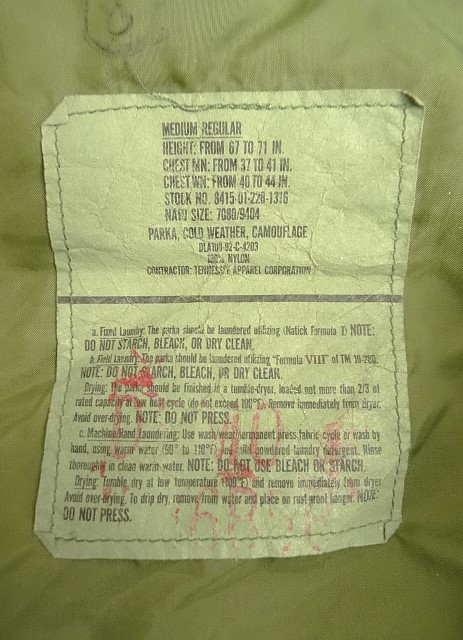 MEDIUM REGULAR
HEIGHT: FROM 67 TO 71 IN.
CHEST MN: FROM 37 TO 41 IN.
CHEST WN: FROM 40 TO 44 IN.
STOCK NO. 8415-01-228-1316
NATO SIZE: 7080/9404
PARKA, COLD WEATHER, CAMOUFLAGE
DLA100-92-C-4203
100% NYLON
CONTRACTOR: TENNESSEE APPAREL CORPORATION
a. Fixed Laundry: The parka should be laundered utilizing (Natick Formula I) NOTE:
DO NOT STARCH, BLEACH, OR DRY CLEAN.
b. Field Laundry: The parka should be laundered utilizing "Formula VIII" of TM 10-280.
NOTE: DO NOT STARCH, BLEACH, OR DRY CLEAN.
Drying: The parka should be finished in a tumble-dryer, loaded not more than 2/3 of
rated capacity at low heat cycle (do not exceed 100°F). Remove immediately from dryer.
Avoid over-drying. NOTE: DO NOT PRESS.
c. Machine/Hand Laundering: Use wash/wear/permanent press fabric cycle or wash by
hand, using warm water (90° to 110°F) and mild powdered laundry detergent. Rinse
thoroughly in clean warm water. NOTE: DO NOT USE BLEACH OR STARCH.
Drying: Tumble dry at low temperature (100°F) and remove immediately from dryer
Avoid over-drying. To drip dry, remove from water and place on rust-proof hanger. NOTE:
DO NOT PRESS.